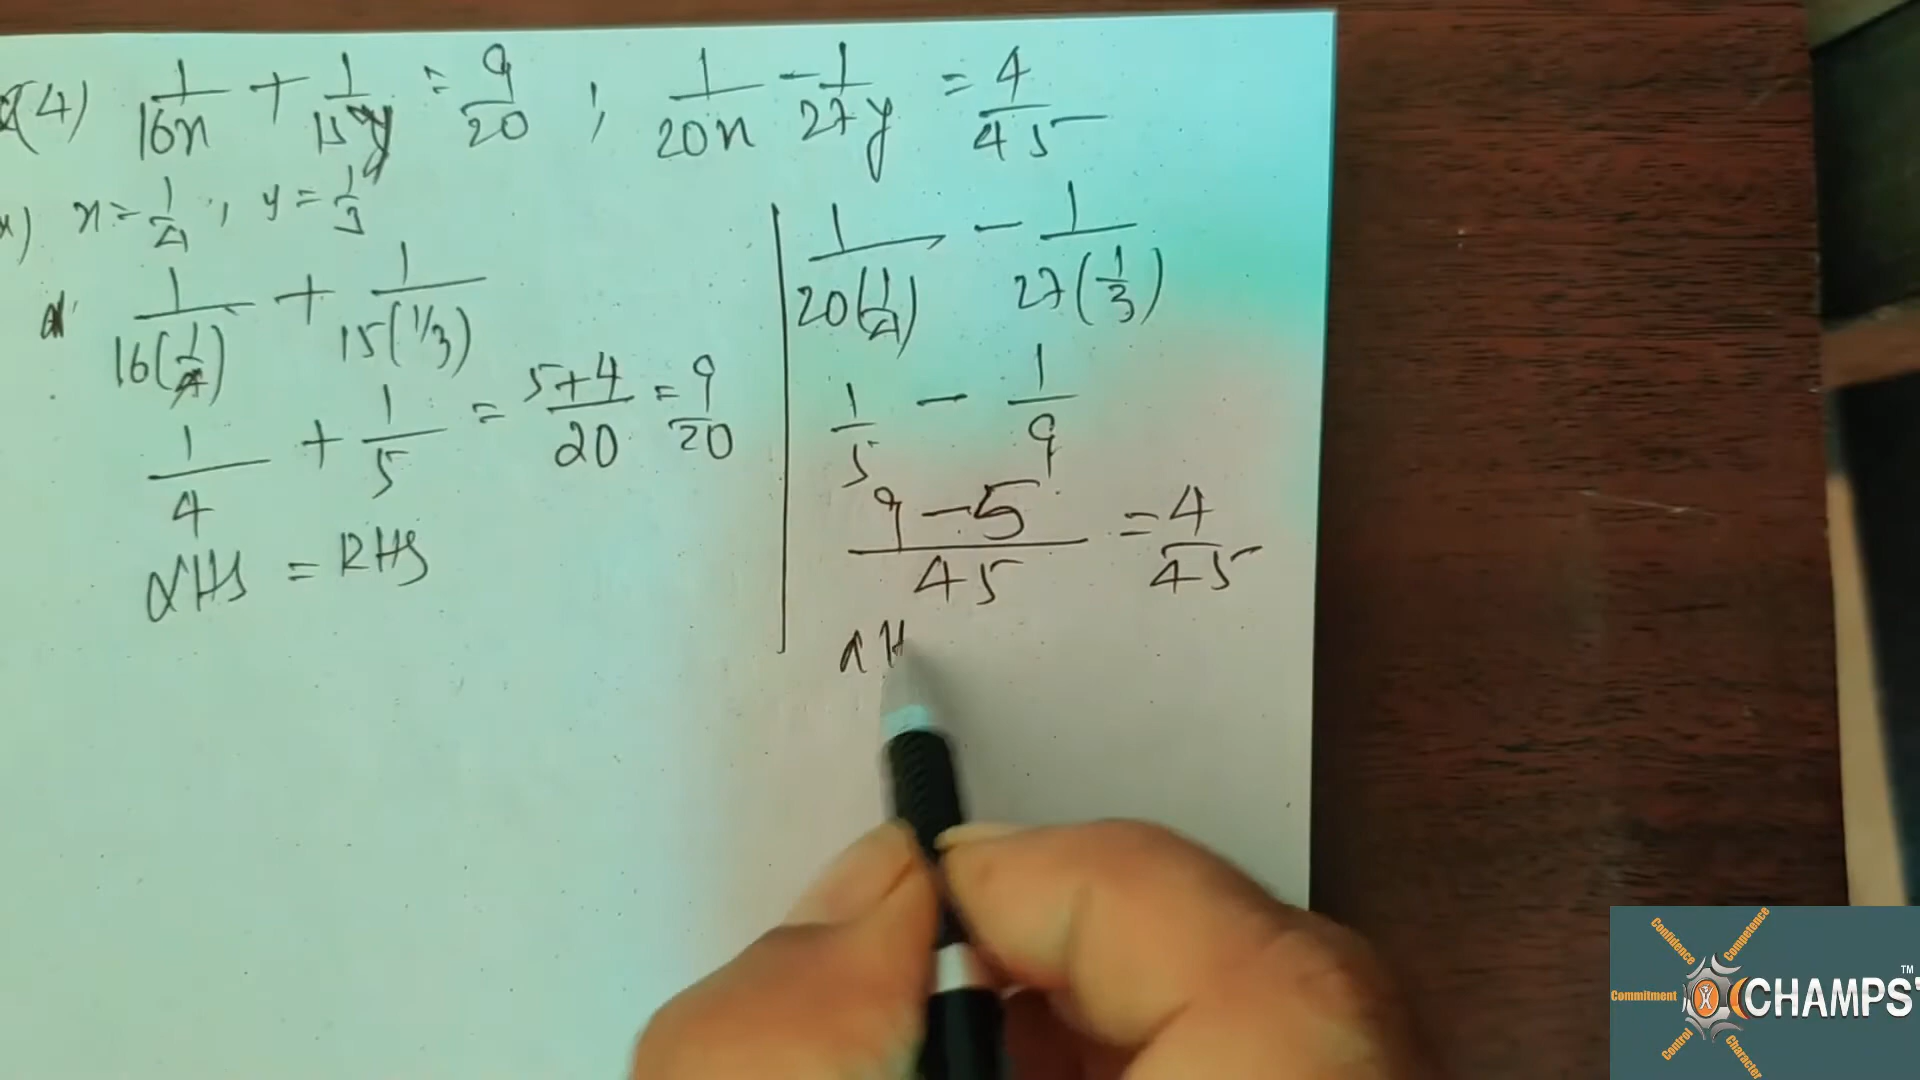 Q(4) 1/16x + 1/15y = 9/20 ; 1/20x - 1/27y = 4/45
x = 1/4 ; y = 1/3
1/16(1/4) + 1/15(1/3)
1/4 + 1/5 = 5+4/20 = 9/20
LHS = RHS
1/20(1/4) - 1/27(1/3)
1/5 - 1/9
9-5/45 = 4/45
LH
Confidence
Competence
Commitment
CHAMPS™
Control
Character